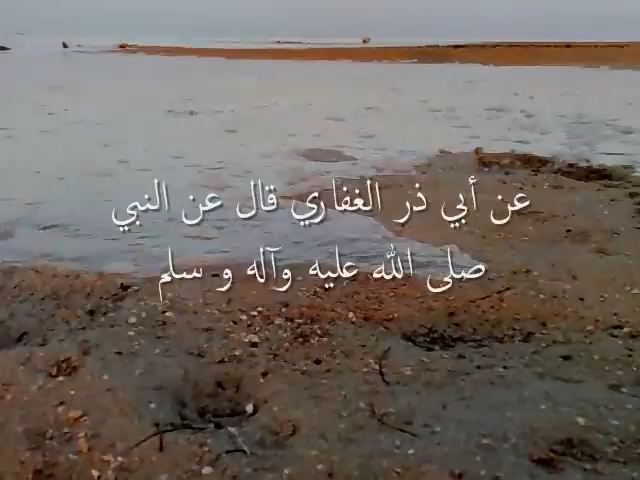 عن أبي ذر الغفاري قال عن النبي
صلى الله عليه وآله و سلم